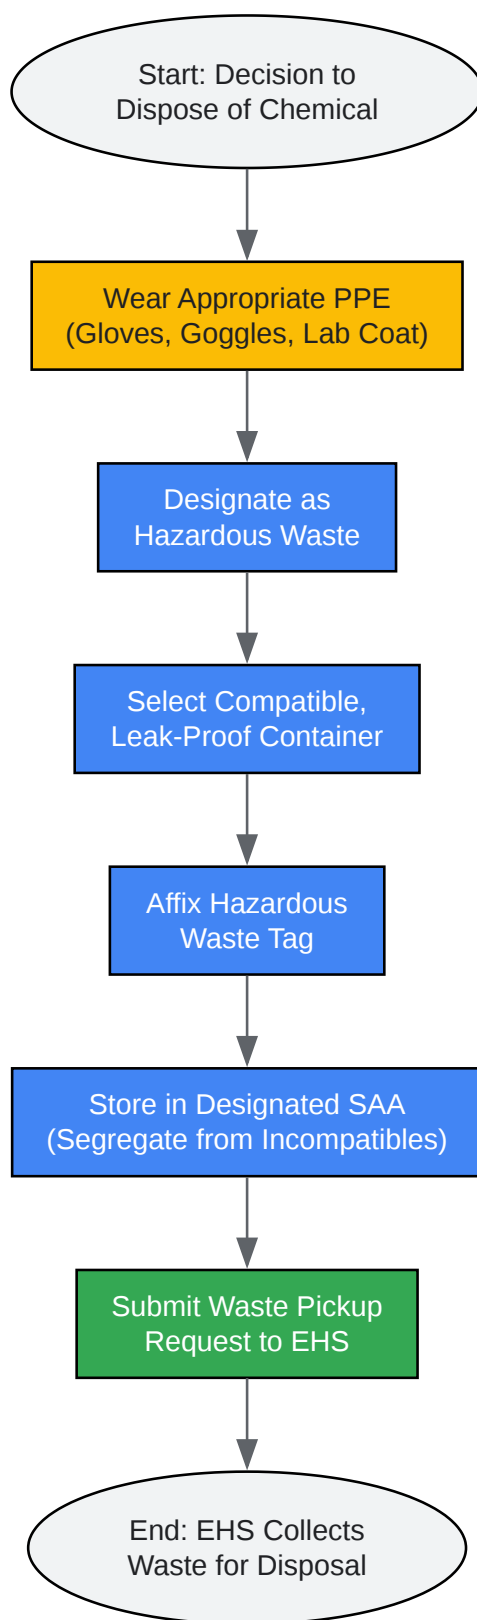 Start: Decision to
Dispose of Chemical
Wear Appropriate PPE
(Gloves, Goggles, Lab Coat)
Designate as
Hazardous Waste
Select Compatible,
Leak-Proof Container
Affix Hazardous
Waste Tag
Store in Designated SAA
(Segregate from Incompatibles)
Submit Waste Pickup
Request to EHS
End: EHS Collects
Waste for Disposal